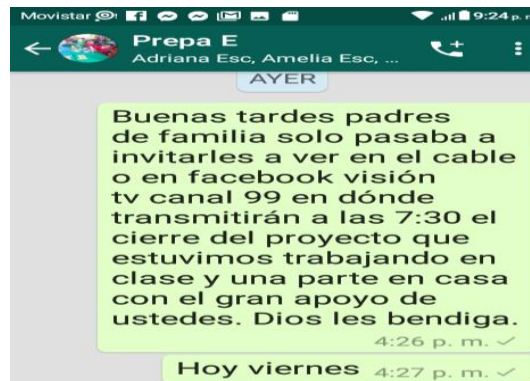 Movistar 9:24 p.
Prepa E
Adriana Esc, Amelia Esc, ...
AYER
Buenas tardes padres
de familia solo pasaba a
invitarles a ver en el cable
o en facebook visión
tv canal 99 en dónde
transmitirán a las 7:30 el
cierre del proyecto que
estuvimos trabajando en
clase y una parte en casa
con el gran apoyo de
ustedes. Dios les bendiga.
4:26 p. m.
Hoy viernes 4:27 p. m.